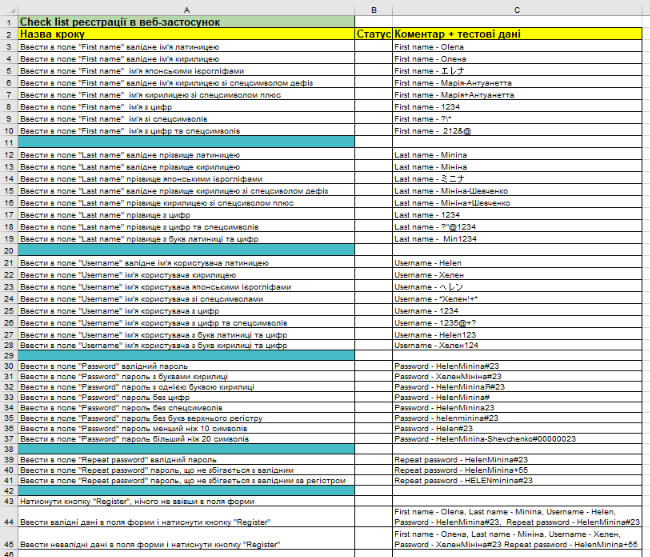 A B C
1 Check list реєстрації в веб-застосунок
2 Назва кроку Статус Коментар + тестові дані
3 Ввести в поле "First name" валідне ім'я латиницею First name - Olena
4 Ввести в поле "First name" валідне ім'я кирилицею First name - Олена
5 Ввести в поле "First name" ім'я японськими ієрогліфами First name - エレナ
6 Ввести в поле "First name" валідне ім'я кирилицею зі спецсимволом дефіз First name - Марія-Антуанетта
7 Ввести в поле "First name" ім'я кирилицею зі спецсимволом плюс First name - Марія+Антуанетта
8 Ввести в поле "First name" ім'я з цифр First name - 1234
9 Ввести в поле "First name" ім'я зі спецсимволів First name - ?\*
10 Ввести в поле "First name" ім'я з цифр та спецсимволів First name - 212&@
11
12 Ввести в поле "Last name" валідне прізвище латиницею Last name - Minina
13 Ввести в поле "Last name" валідне прізвище кирилицею Last name - Мініна
14 Ввести в поле "Last name" прізвище японськими ієрогліфами Last name - ミニナ
15 Ввести в поле "Last name" валідне прізвище кирилицею зі спецсиволом дефіз Last name - Мініна-Шевченко
16 Ввести в поле "Last name" прізвище кирилицею зі спецсиволом плюс Last name - Мініна+Шевченко
17 Ввести в поле "Last name" прізвище з цифр Last name - 1234
18 Ввести в поле "Last name" прізвище з цифр та спецсимволів Last name - ?"@1234
19 Ввести в поле "Last name" прізвище з букв латиниці та цифр Last name - Min1234
20
21 Ввести в поле "Username" валідне ім'я користувача латиницею Username - Helen
22 Ввести в поле "Username" ім'я користувача кирилицею Username - Хелен
23 Ввести в поле "Username" ім'я користувача японськими ієрогліфами Username - ヘレン
24 Ввести в поле "Username" ім'я користувача зі спецсимволами Username - *Хелен!+*
25 Ввести в поле "Username" ім'я користувача з цифр Username - 1234
26 Ввести в поле "Username" ім'я користувача з цифр та спецсимволів Username - 1235@+?
27 Ввести в поле "Username" ім'я користувача з букв латиниці та цифр Username - Helen123
28 Ввести в поле "Username" ім'я користувача з букв кирилиці та цифр Username - Хелен124
29
30 Ввести в поле "Password" валідний пароль Password - HelenMinina#23
31 Ввести в поле "Password" пароль з буквами кирилиці Password - ХеленМініна#23
32 Ввести в поле "Password" пароль з однією буквою кирилиці Password - HelenMininaЯ#23
33 Ввести в поле "Password" пароль без цифр Password - HelenMinina#
34 Ввести в поле "Password" пароль без спецсимволів Password - HelenMinina23
35 Ввести в поле "Password" пароль без букв верхнього регістру Password - helenminina#23
36 Ввести в поле "Password" пароль менший ніж 10 символів Password - Helen#23
37 Ввести в поле "Password" пароль більший ніж 20 символів Password - HelenMinina-Shevchenko#00000023
38
39 Ввести в поле "Repeat password" валідний пароль Repeat password - HelenMinina#23
40 Ввести в поле "Repeat password" пароль, що не збігається з валідним Repeat password - HelenMinina+55
41 Ввести в поле "Repeat password" пароль, що не збігається з валідним за регістром Repeat password - HELENminina#23
42
43 Натиснути кнопку "Register", нічого не ввівши в поля форми
First name - Olena, Last name - Minina, Username - Helen,
44 Ввести валідні дані в поля форми і натиснути кнопку "Register" Password - HelenMinina#23, Repeat password - HelenMinina#23
First name - Олена, Last name - Мініна, Username - Хелен,
45 Ввести невалідні дані в поля форми і натиснути кнопку "Register" Password - ХеленМініна#23 Repeat password - HelenMinina+55
46